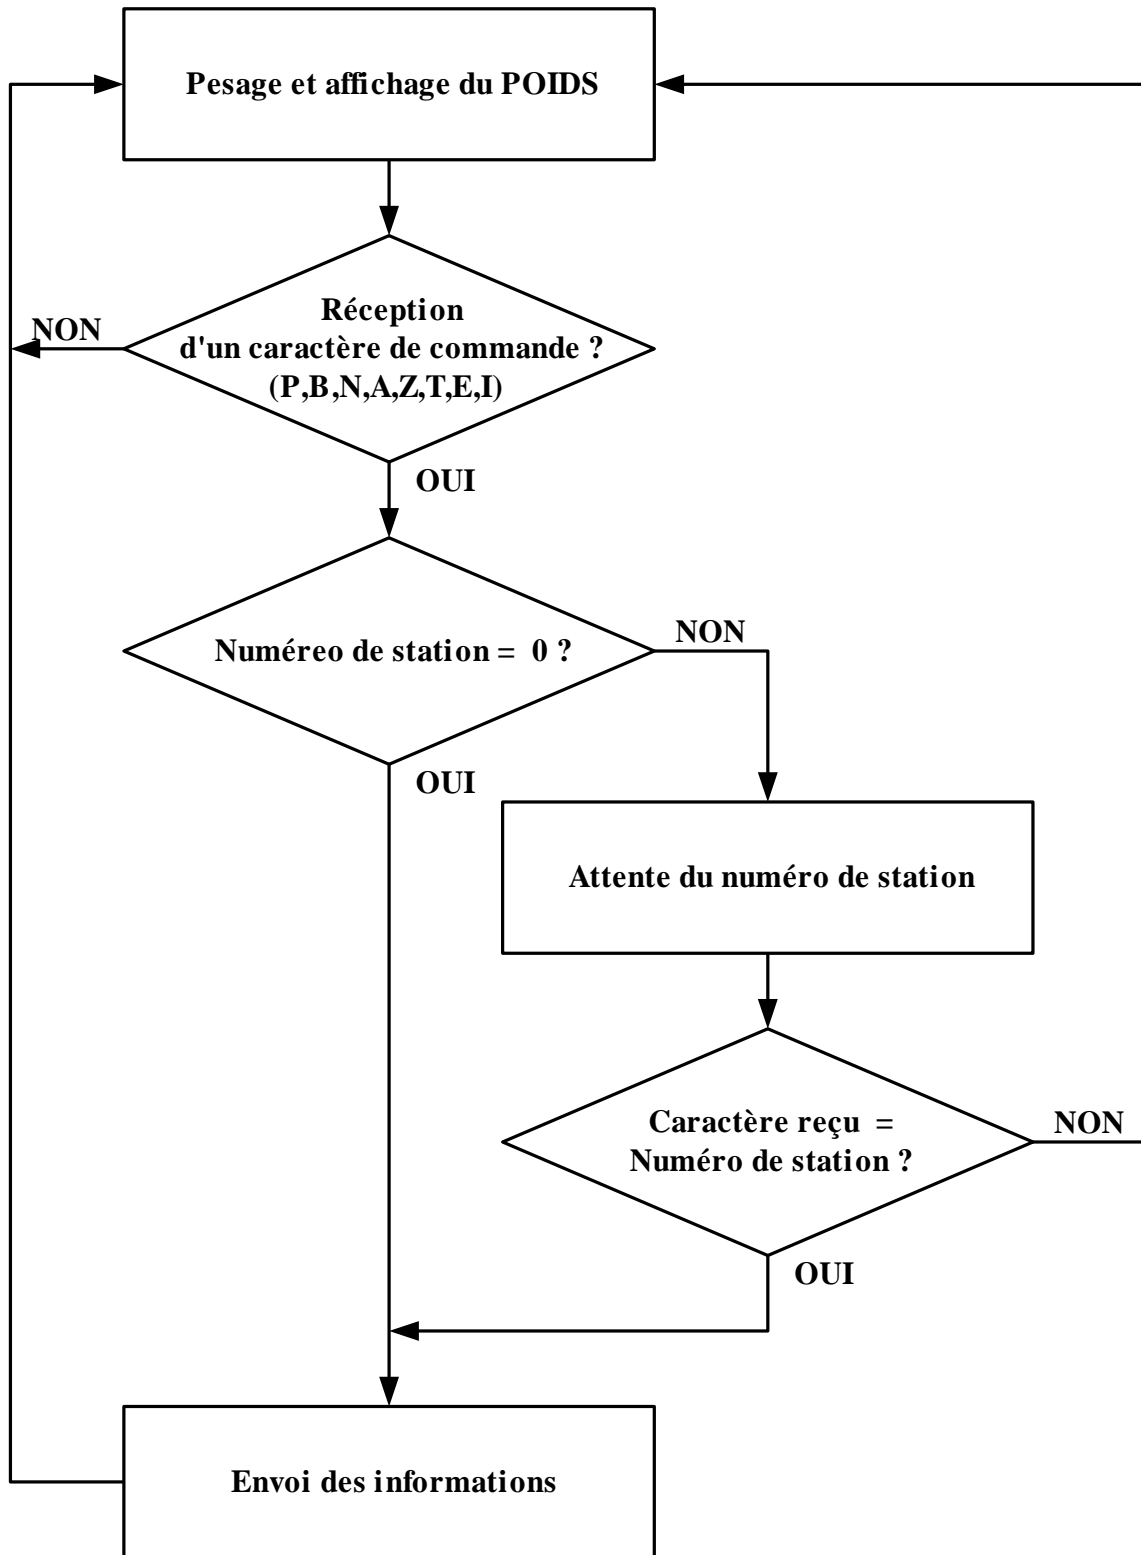 Pesage et affichage du POIDS
Réception
d'un caractère de commande ?
(P,B,N,A,Z,T,E,I)
NON
OUI
Numéreo de station =  0 ?
NON
OUI
Attente du numéro de station
Caractère reçu  =
Numéro de station ?
NON
OUI
Envoi des informations